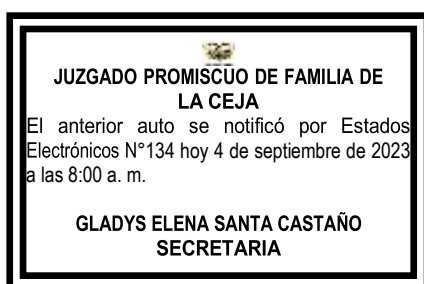 JUZGADO PROMISCUO DE FAMILIA DE
LA CEJA
El anterior auto se notificó por Estados
Electrónicos N°134 hoy 4 de septiembre de 2023
a las 8:00 a. m.
GLADYS ELENA SANTA CASTAÑO
SECRETARIA